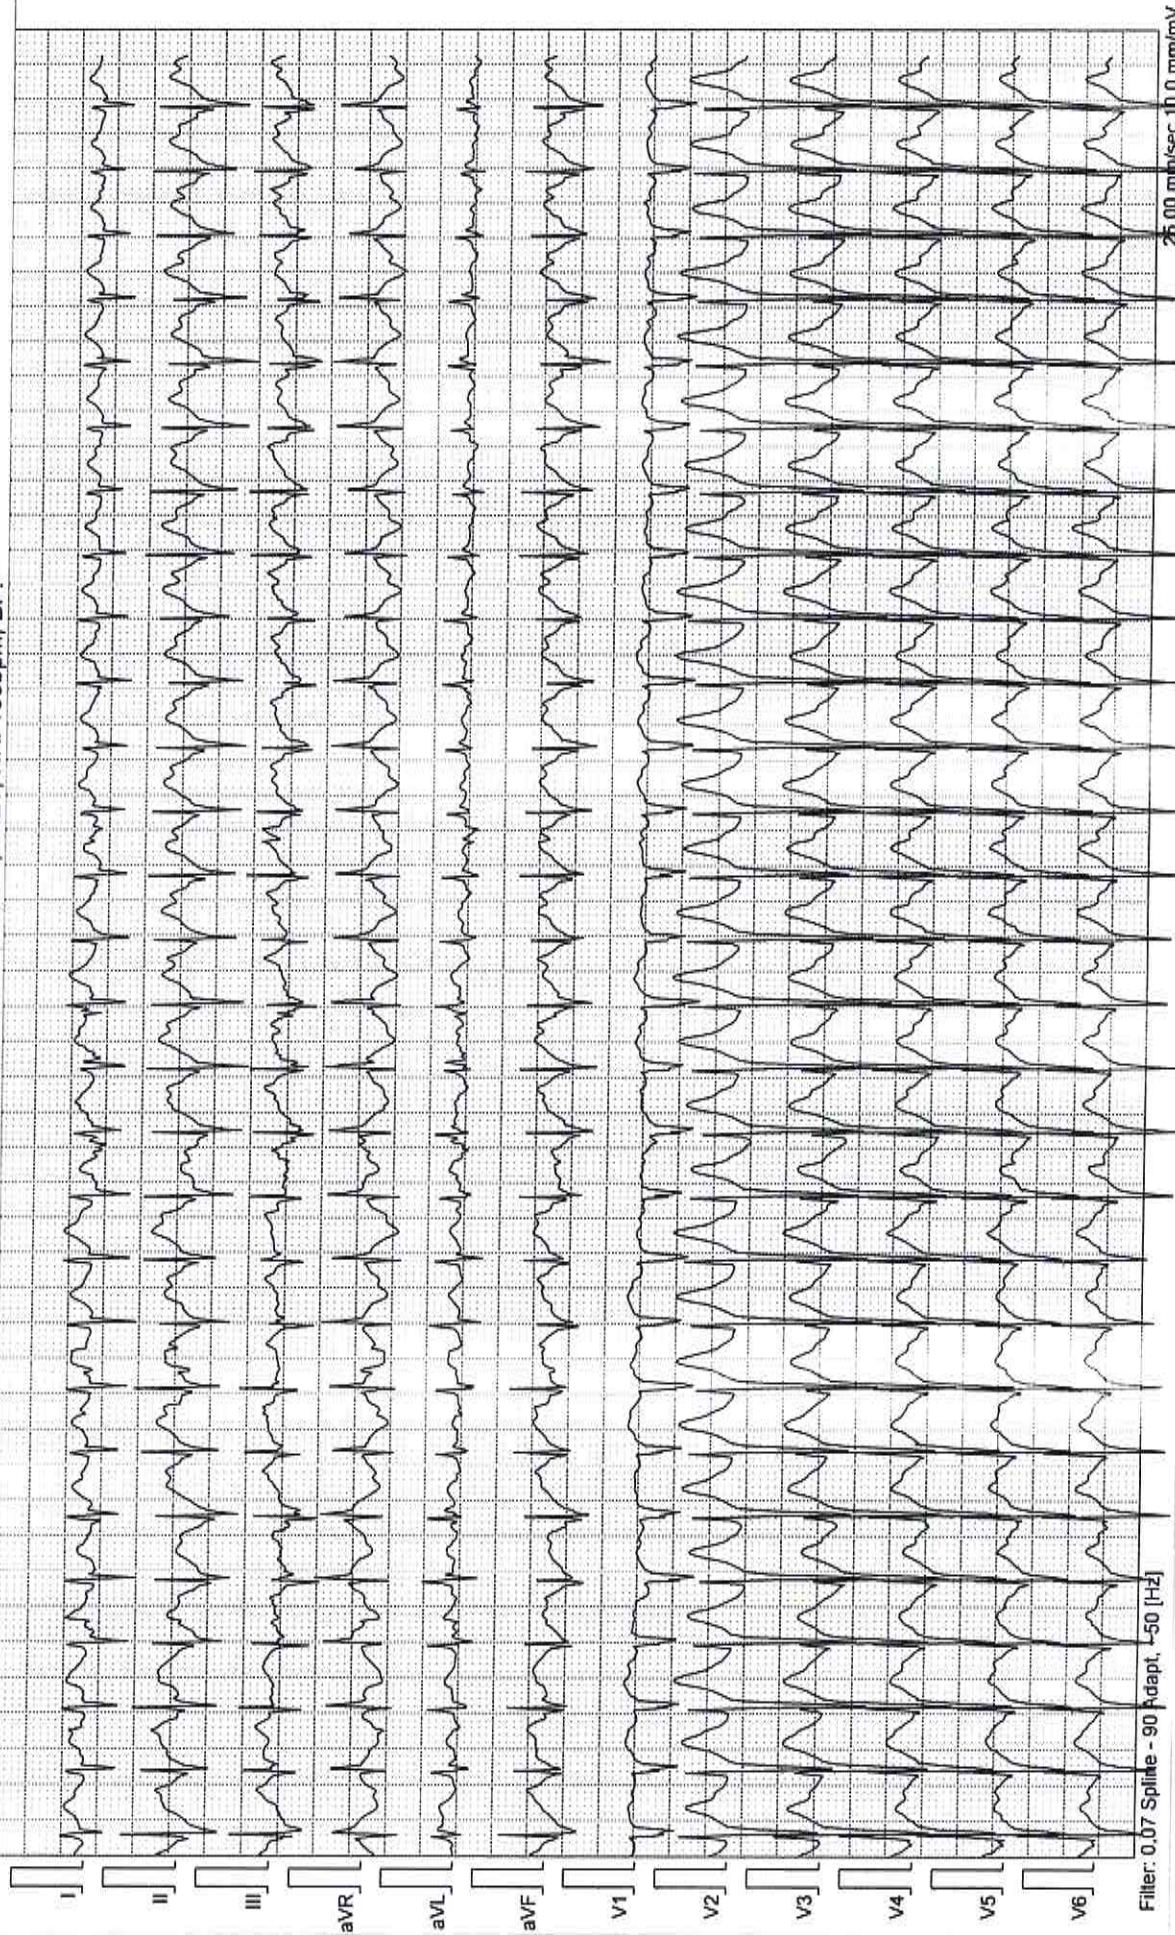 I
II
III
aVR
aVL
aVF
V1
V2
V3
V4
V5
V6
Filter: 0.07 Spline - 90 Adapt, ~50 [Hz]
25.00 mm/sec 10.0 mm/mV